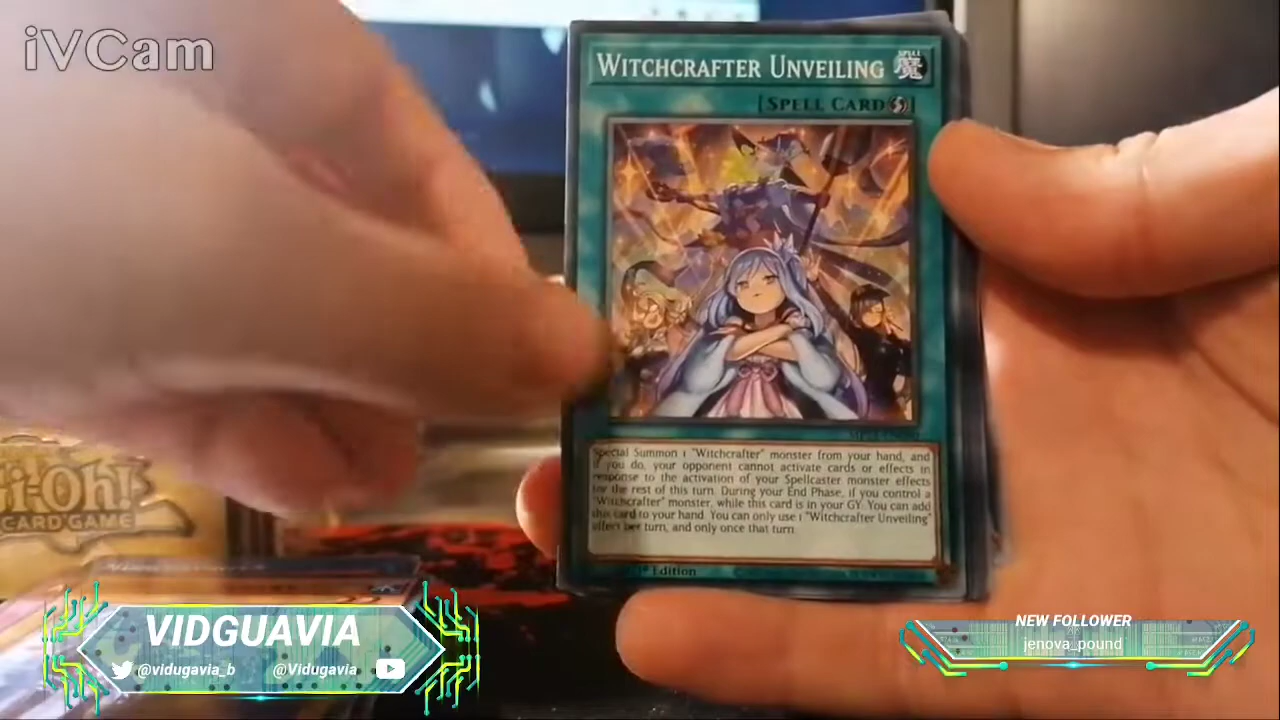 iVCam
WITCHCRAFTER UNVEILING
SPELL
魔
[SPELL CARD]
Special Summon 1 "Witchcrafter" monster from your hand, and
if you do, your opponent cannot activate cards or effects in
response to the activation of your Spellcaster monster effects
for the rest of this turn. During your End Phase, if you control a
"Witchcrafter" monster, while this card is in your GY: You can add
this card to your hand. You can only use 1 "Witchcrafter Unveiling"
effect per turn, and only once that turn.
Edition
i-Oh!
CARD GAME
VIDGUAVIA
@vidugavia_b
@Vidugavia
NEW FOLLOWER
jenova_pound